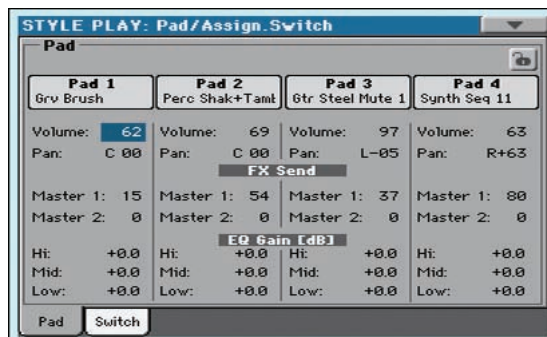 STYLE PLAY: Pad/Assign.Switch
Pad
Pad 1 Pad 2 Pad 3 Pad 4
Grv Brush Perc Shak+Tamb Gtr Steel Mute 1 Synth Seq 11
Volume: 62 Volume: 69 Volume: 97 Volume: 63
Pan: C 00 Pan: C 00 Pan: L-05 Pan: R+63
FX Send
Master 1: 15 Master 1: 54 Master 1: 37 Master 1: 80
Master 2: 0 Master 2: 0 Master 2: 0 Master 2: 0
EQ Gain [dB]
Hi: +0.0 Hi: +0.0 Hi: +0.0 Hi: +0.0
Mid: +0.0 Mid: +0.0 Mid: +0.0 Mid: +0.0
Low: +0.0 Low: +0.0 Low: +0.0 Low: +0.0
Pad Switch